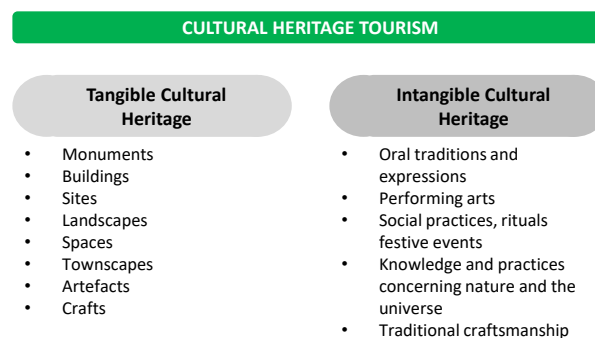 CULTURAL HERITAGE TOURISM
Tangible Cultural
Heritage
• Monuments
• Buildings
• Sites
• Landscapes
• Spaces
• Townscapes
• Artefacts
• Crafts
Intangible Cultural
Heritage
• Oral traditions and
expressions
• Performing arts
• Social practices, rituals
festive events
• Knowledge and practices
concerning nature and the
universe
• Traditional craftsmanship